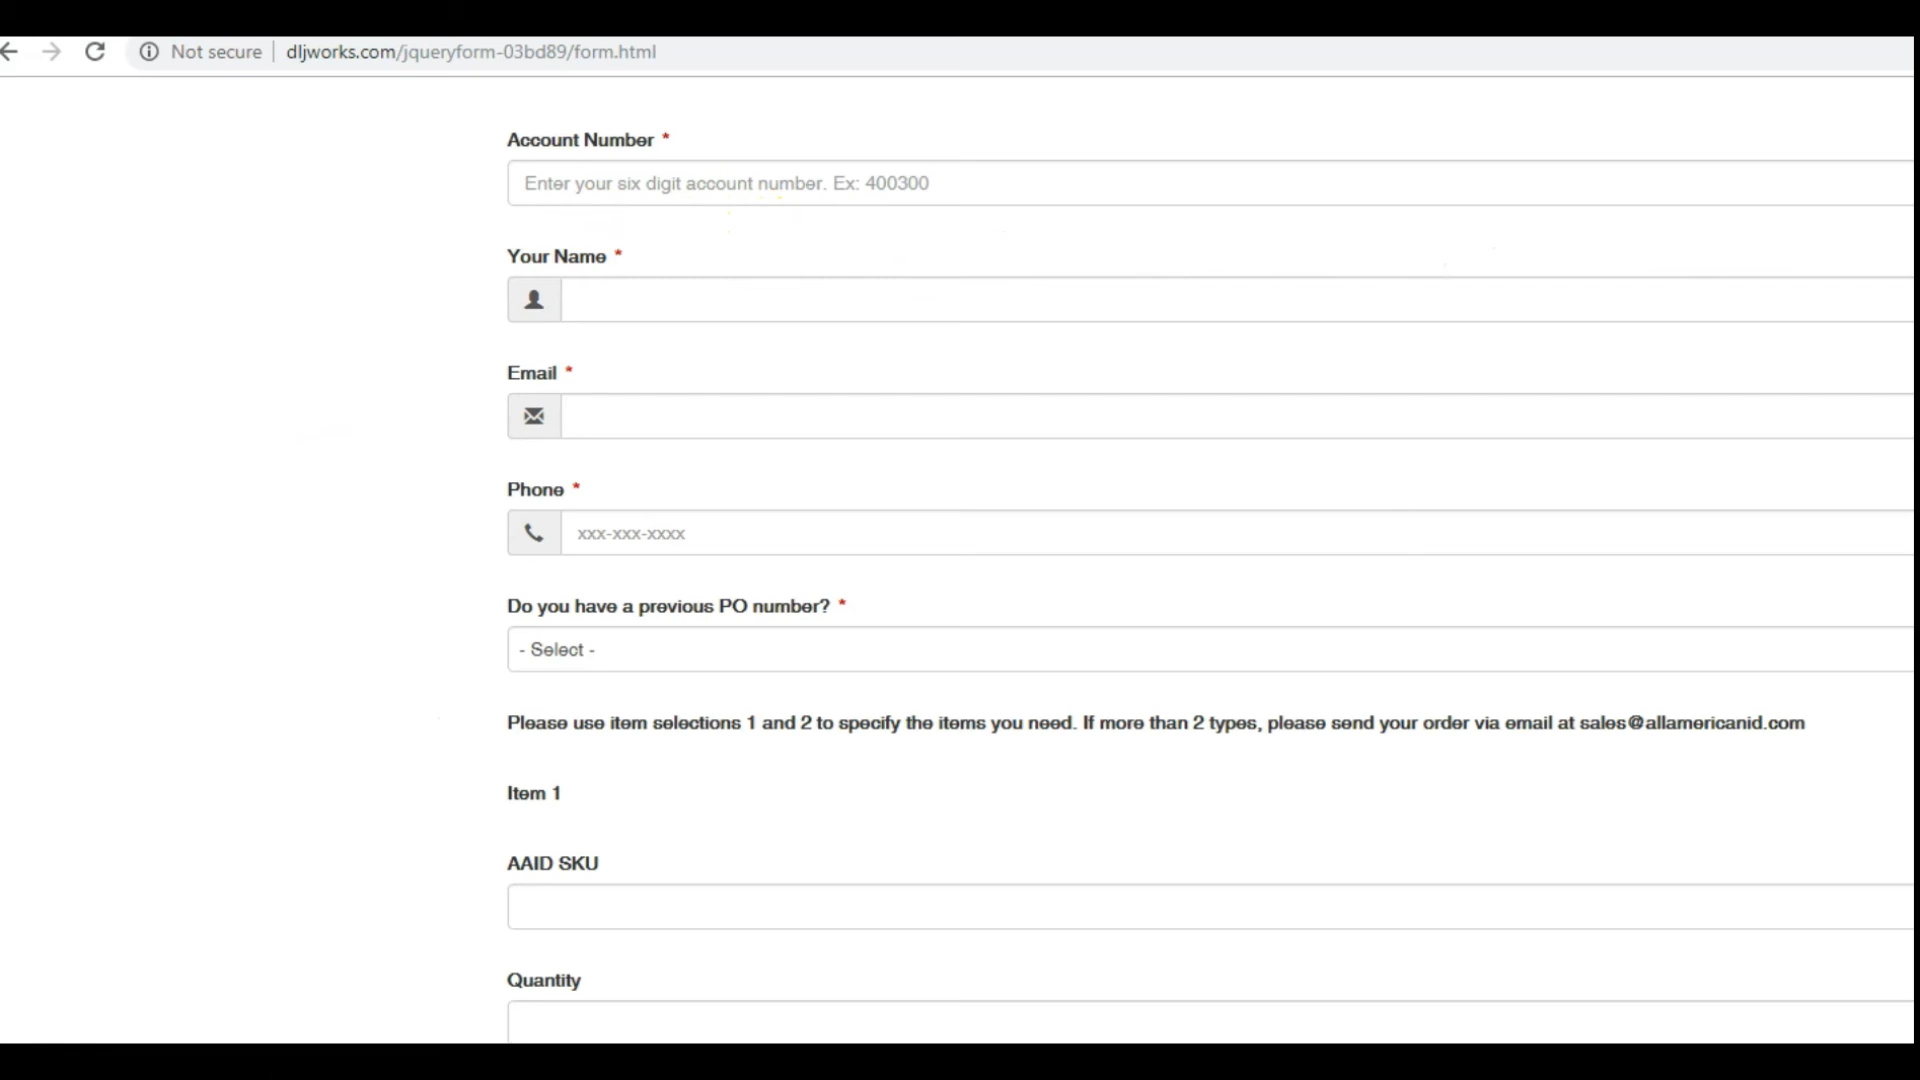 Not secure | dljworks.com/jqueryform-03bd89/form.html
Account Number *
Enter your six digit account number. Ex: 400300
Your Name *
Email *
Phone *
xxx-xxx-xxxx
Do you have a previous PO number? *
- Select -
Please use item selections 1 and 2 to specify the items you need. If more than 2 types, please send your order via email at sales@allamericanid.com
Item 1
AAID SKU
Quantity